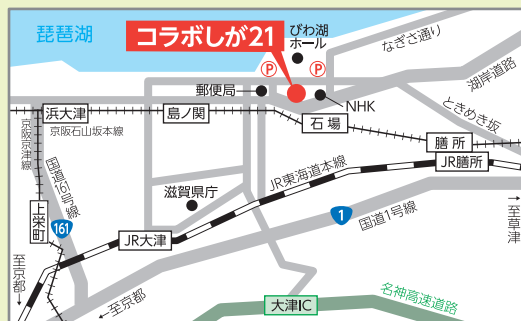 琵琶湖
コラボしが21
びわ湖
ホール
なぎさ通り
湖岸道路
P
P
郵便局
NHK
ときめき坂
浜大津
島ノ関
石場
膳所
京阪石山坂本線
京阪京津線
国道161号線
JR膳所
JR東海道本線
滋賀県庁
上栄町
161
JR大津
1
国道1号線
至草津
至京都
至京都
大津IC
名神高速道路